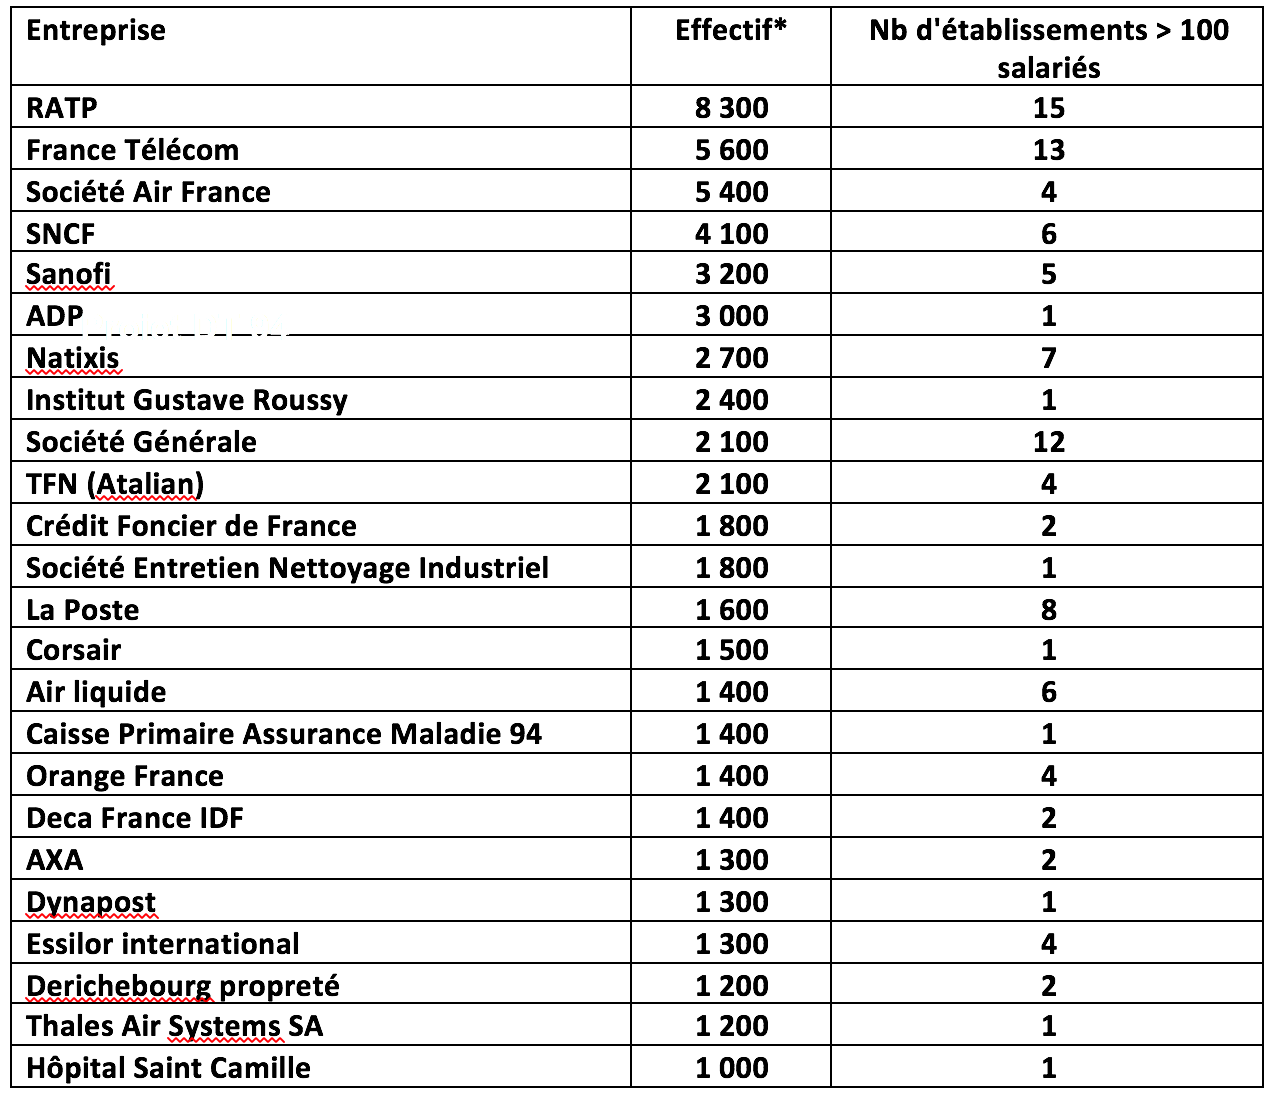 Entreprise Effectif* Nb d'établissements > 100
salariés
RATP 8 300 15
France Télécom 5 600 13
Société Air France 5 400 4
SNCF 4 100 6
Sanofi 3 200 5
ADP 3 000 1
Natixis 2 700 7
Institut Gustave Roussy 2 400 1
Société Générale 2 100 12
TFN (Atalian) 2 100 4
Crédit Foncier de France 1 800 2
Société Entretien Nettoyage Industriel 1 800 1
La Poste 1 600 8
Corsair 1 500 1
Air liquide 1 400 6
Caisse Primaire Assurance Maladie 94 1 400 1
Orange France 1 400 4
Deca France IDF 1 400 2
AXA 1 300 2
Dynapost 1 300 1
Essilor international 1 300 4
Derichebourg propreté 1 200 2
Thales Air Systems SA 1 200 1
Hôpital Saint Camille 1 000 1